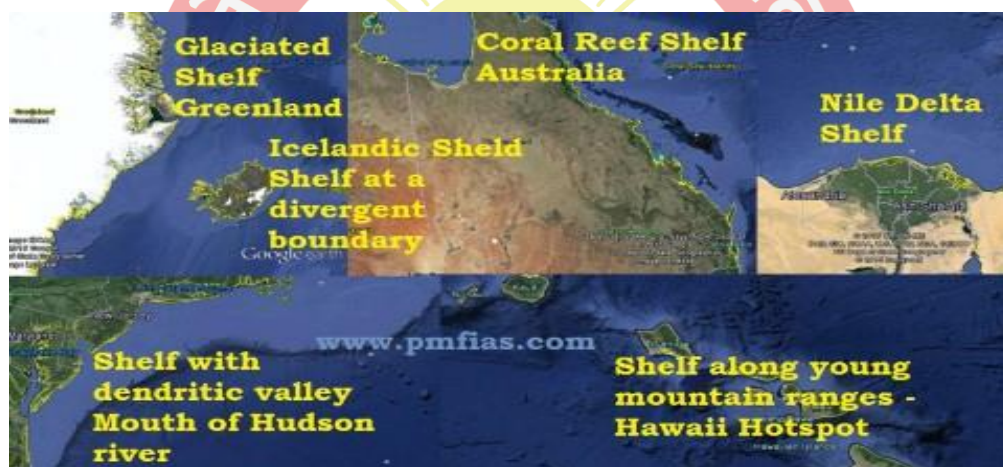 Glaciated
Shelf
Greenland
Coral Reef Shelf
Australia
Nile Delta
Shelf
Icelandic Sheld
Shelf at a
divergent
boundary
Google earth
www.pmfias.com
Shelf with
dendritic valley
Mouth of Hudson
river
Shelf along young
mountain ranges -
Hawaii Hotspot